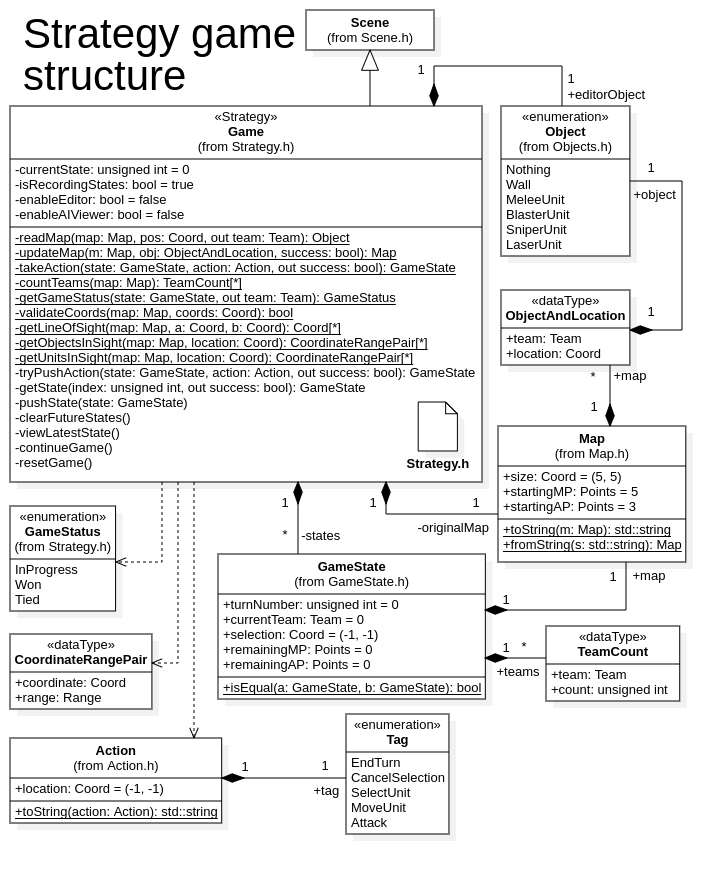 Strategy game
structure
Scene
(from Scene.h)
1
1
+editorObject
«Strategy»
Game
(from Strategy.h)
-currentState: unsigned int = 0
-isRecordingStates: bool = true
-enableEditor: bool = false
-enableAIViewer: bool = false
-readMap(map: Map, pos: Coord, out team: Team): Object
-updateMap(m: Map, obj: ObjectAndLocation, success: bool): Map
-takeAction(state: GameState, action: Action, out success: bool): GameState
-countTeams(map: Map): TeamCount[*]
-getGameStatus(state: GameState, out team: Team): GameStatus
-validateCoords(map: Map, coords: Coord): bool
-getLineOfSight(map: Map, a: Coord, b: Coord): Coord[*]
-getObjectsInSight(map: Map, location: Coord): CoordinateRangePair[*]
-getUnitsInSight(map: Map, location: Coord): CoordinateRangePair[*]
-tryPushAction(state: GameState, action: Action, out success: bool): GameState
-getState(index: unsigned int, out success: bool): GameState
-pushState(state: GameState)
-clearFutureStates()
-viewLatestState()
-continueGame()
-resetGame()
Strategy.h
«enumeration»
Object
(from Objects.h)
Nothing
Wall
MeleeUnit
BlasterUnit
SniperUnit
LaserUnit
1
+object
«dataType»
ObjectAndLocation
+team: Team
+location: Coord
1
*
+map
1
Map
(from Map.h)
+size: Coord = (5, 5)
+startingMP: Points = 5
+startingAP: Points = 3
+toString(m: Map): std::string
+fromString(s: std::string): Map
1
*
-states
1
1
-originalMap
«enumeration»
GameStatus
(from Strategy.h)
InProgress
Won
Tied
GameState
(from GameState.h)
+turnNumber: unsigned int = 0
+currentTeam: Team = 0
+selection: Coord = (-1, -1)
+remainingMP: Points = 0
+remainingAP: Points = 0
+isEqual(a: GameState, b: GameState): bool
1
+map
1
1
*
+teams
«dataType»
TeamCount
+team: Team
+count: unsigned int
«dataType»
CoordinateRangePair
+coordinate: Coord
+range: Range
Action
(from Action.h)
+location: Coord = (-1, -1)
+toString(action: Action): std::string
1
1
+tag
«enumeration»
Tag
EndTurn
CancelSelection
SelectUnit
MoveUnit
Attack